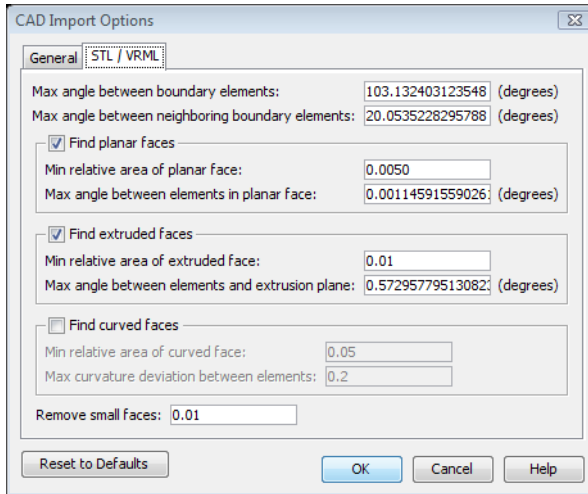 CAD Import Options
General STL / VRML
Max angle between boundary elements: 103.132403123548 (degrees)
Max angle between neighboring boundary elements: 20.0535228295788 (degrees)
Find planar faces
Min relative area of planar face: 0.0050
Max angle between elements in planar face: 0.001145915590261 (degrees)
Find extruded faces
Min relative area of extruded face: 0.01
Max angle between elements and extrusion plane: 0.572957795130823 (degrees)
Find curved faces
Min relative area of curved face: 0.05
Max curvature deviation between elements: 0.2
Remove small faces: 0.01
Reset to Defaults OK Cancel Help